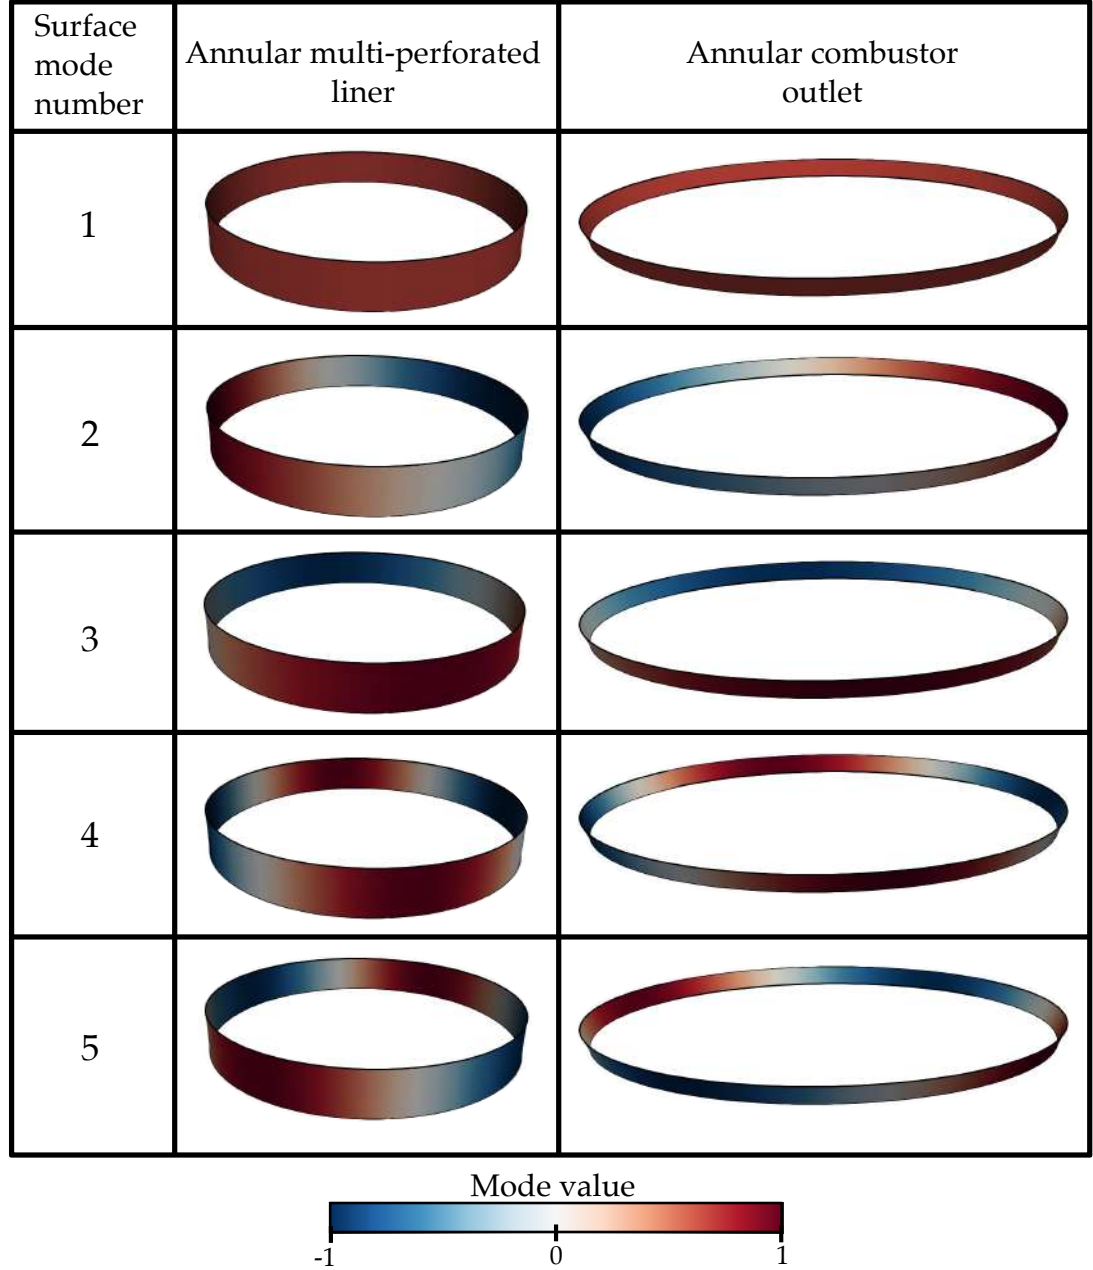 Surface
mode
number
Annular multi-perforated
liner
Annular combustor
outlet
1
2
3
4
5
Mode value
-1
0
1